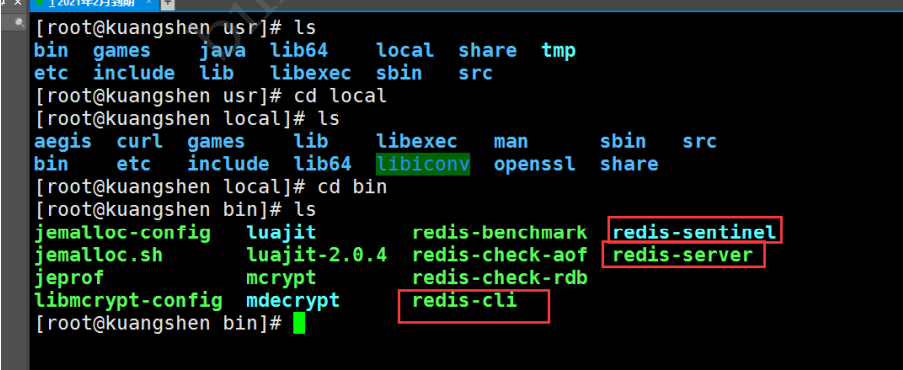 1 2021年2月到期 × +
[root@kuangshen usr]# ls
bin games java lib64 local share tmp
etc include lib libexec sbin src
[root@kuangshen usr]# cd local
[root@kuangshen local]# ls
aegis curl games lib libexec man sbin src
bin etc include lib64 libiconv openssl share
[root@kuangshen local]# cd bin
[root@kuangshen bin]# ls
jemalloc-config luajit redis-benchmark redis-sentinel
jemalloc.sh luajit-2.0.4 redis-check-aof redis-server
jeprof mcrypt redis-check-rdb
libmcrypt-config mdecrypt redis-cli
[root@kuangshen bin]#